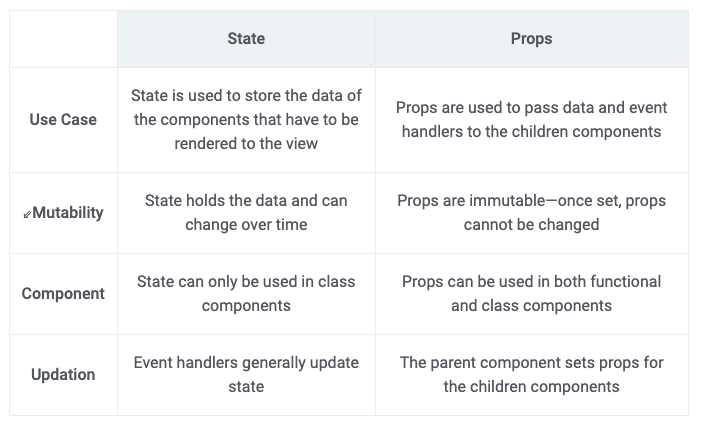 State
Props
Use Case
State is used to store the data of
the components that have to be
rendered to the view
Props are used to pass data and event
handlers to the children components
⇙Mutability
State holds the data and can
change over time
Props are immutable—once set, props
cannot be changed
Component
State can only be used in class
components
Props can be used in both functional
and class components
Updation
Event handlers generally update
state
The parent component sets props for
the children components